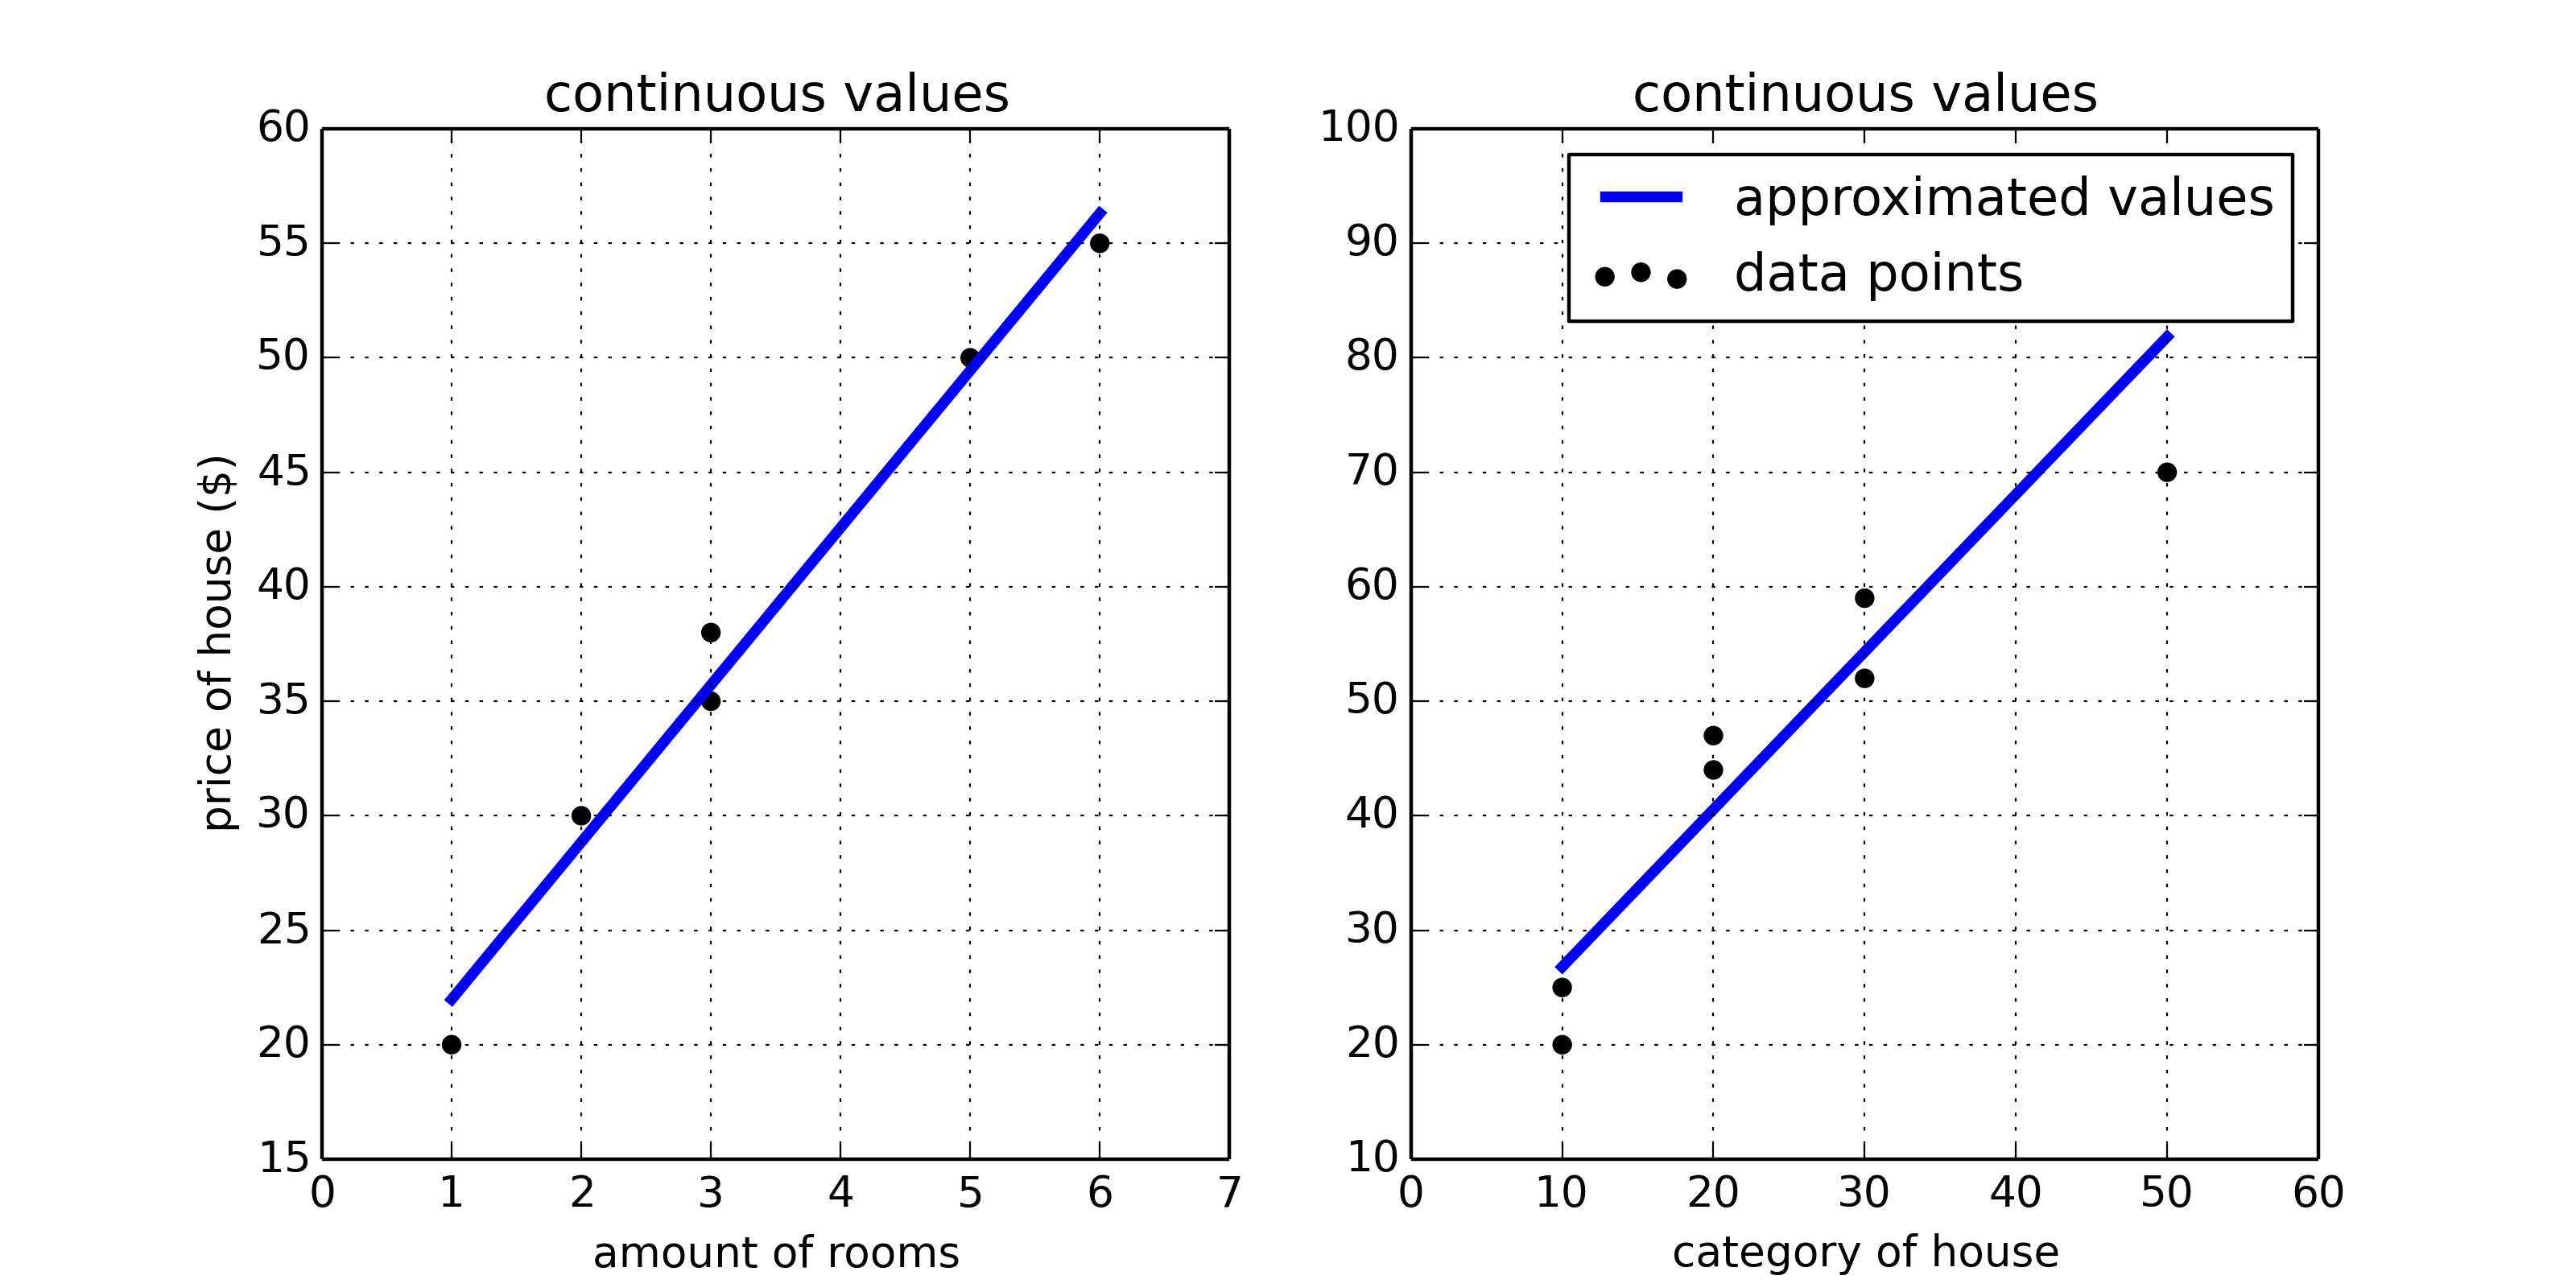 continuous values
60
55
50
45
40
35
30
25
20
15
price of house ($)
0 1 2 3 4 5 6 7
amount of rooms
continuous values
100
90
80
70
60
50
40
30
20
10
approximated values
data points
0 10 20 30 40 50 60
category of house